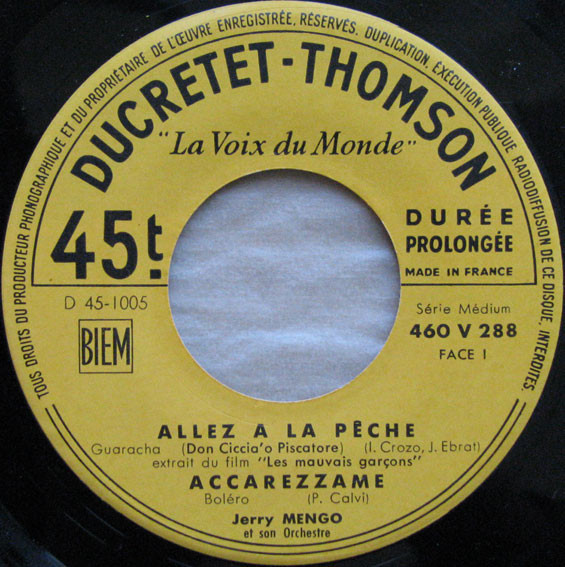 TOUS DROITS DU PRODUCTEUR PHONOGRAPHIQUE ET DU PROPRIÉTAIRE DE L'ŒUVRE ENREGISTRÉE, RÉSERVÉS. DUPLICATION, EXÉCUTION PUBLIQUE RADIODIFFUSION DE CE DISQUE, INTERDITES.
DUCRETET-THOMSON
"La Voix du Monde"
45t.
DURÉE
PROLONGÉE
MADE IN FRANCE
D 45-1005
BIEM
Série Médium
460 V 288
FACE I
ALLEZ A LA PÊCHE
Guaracha (Don Ciccia'o Piscatore) (I. Crozo, J. Ebrat)
extrait du film "Les mauvais garçons"
ACCAREZZAME
Boléro (P. Calvi)
Jerry MENGO
et son Orchestre